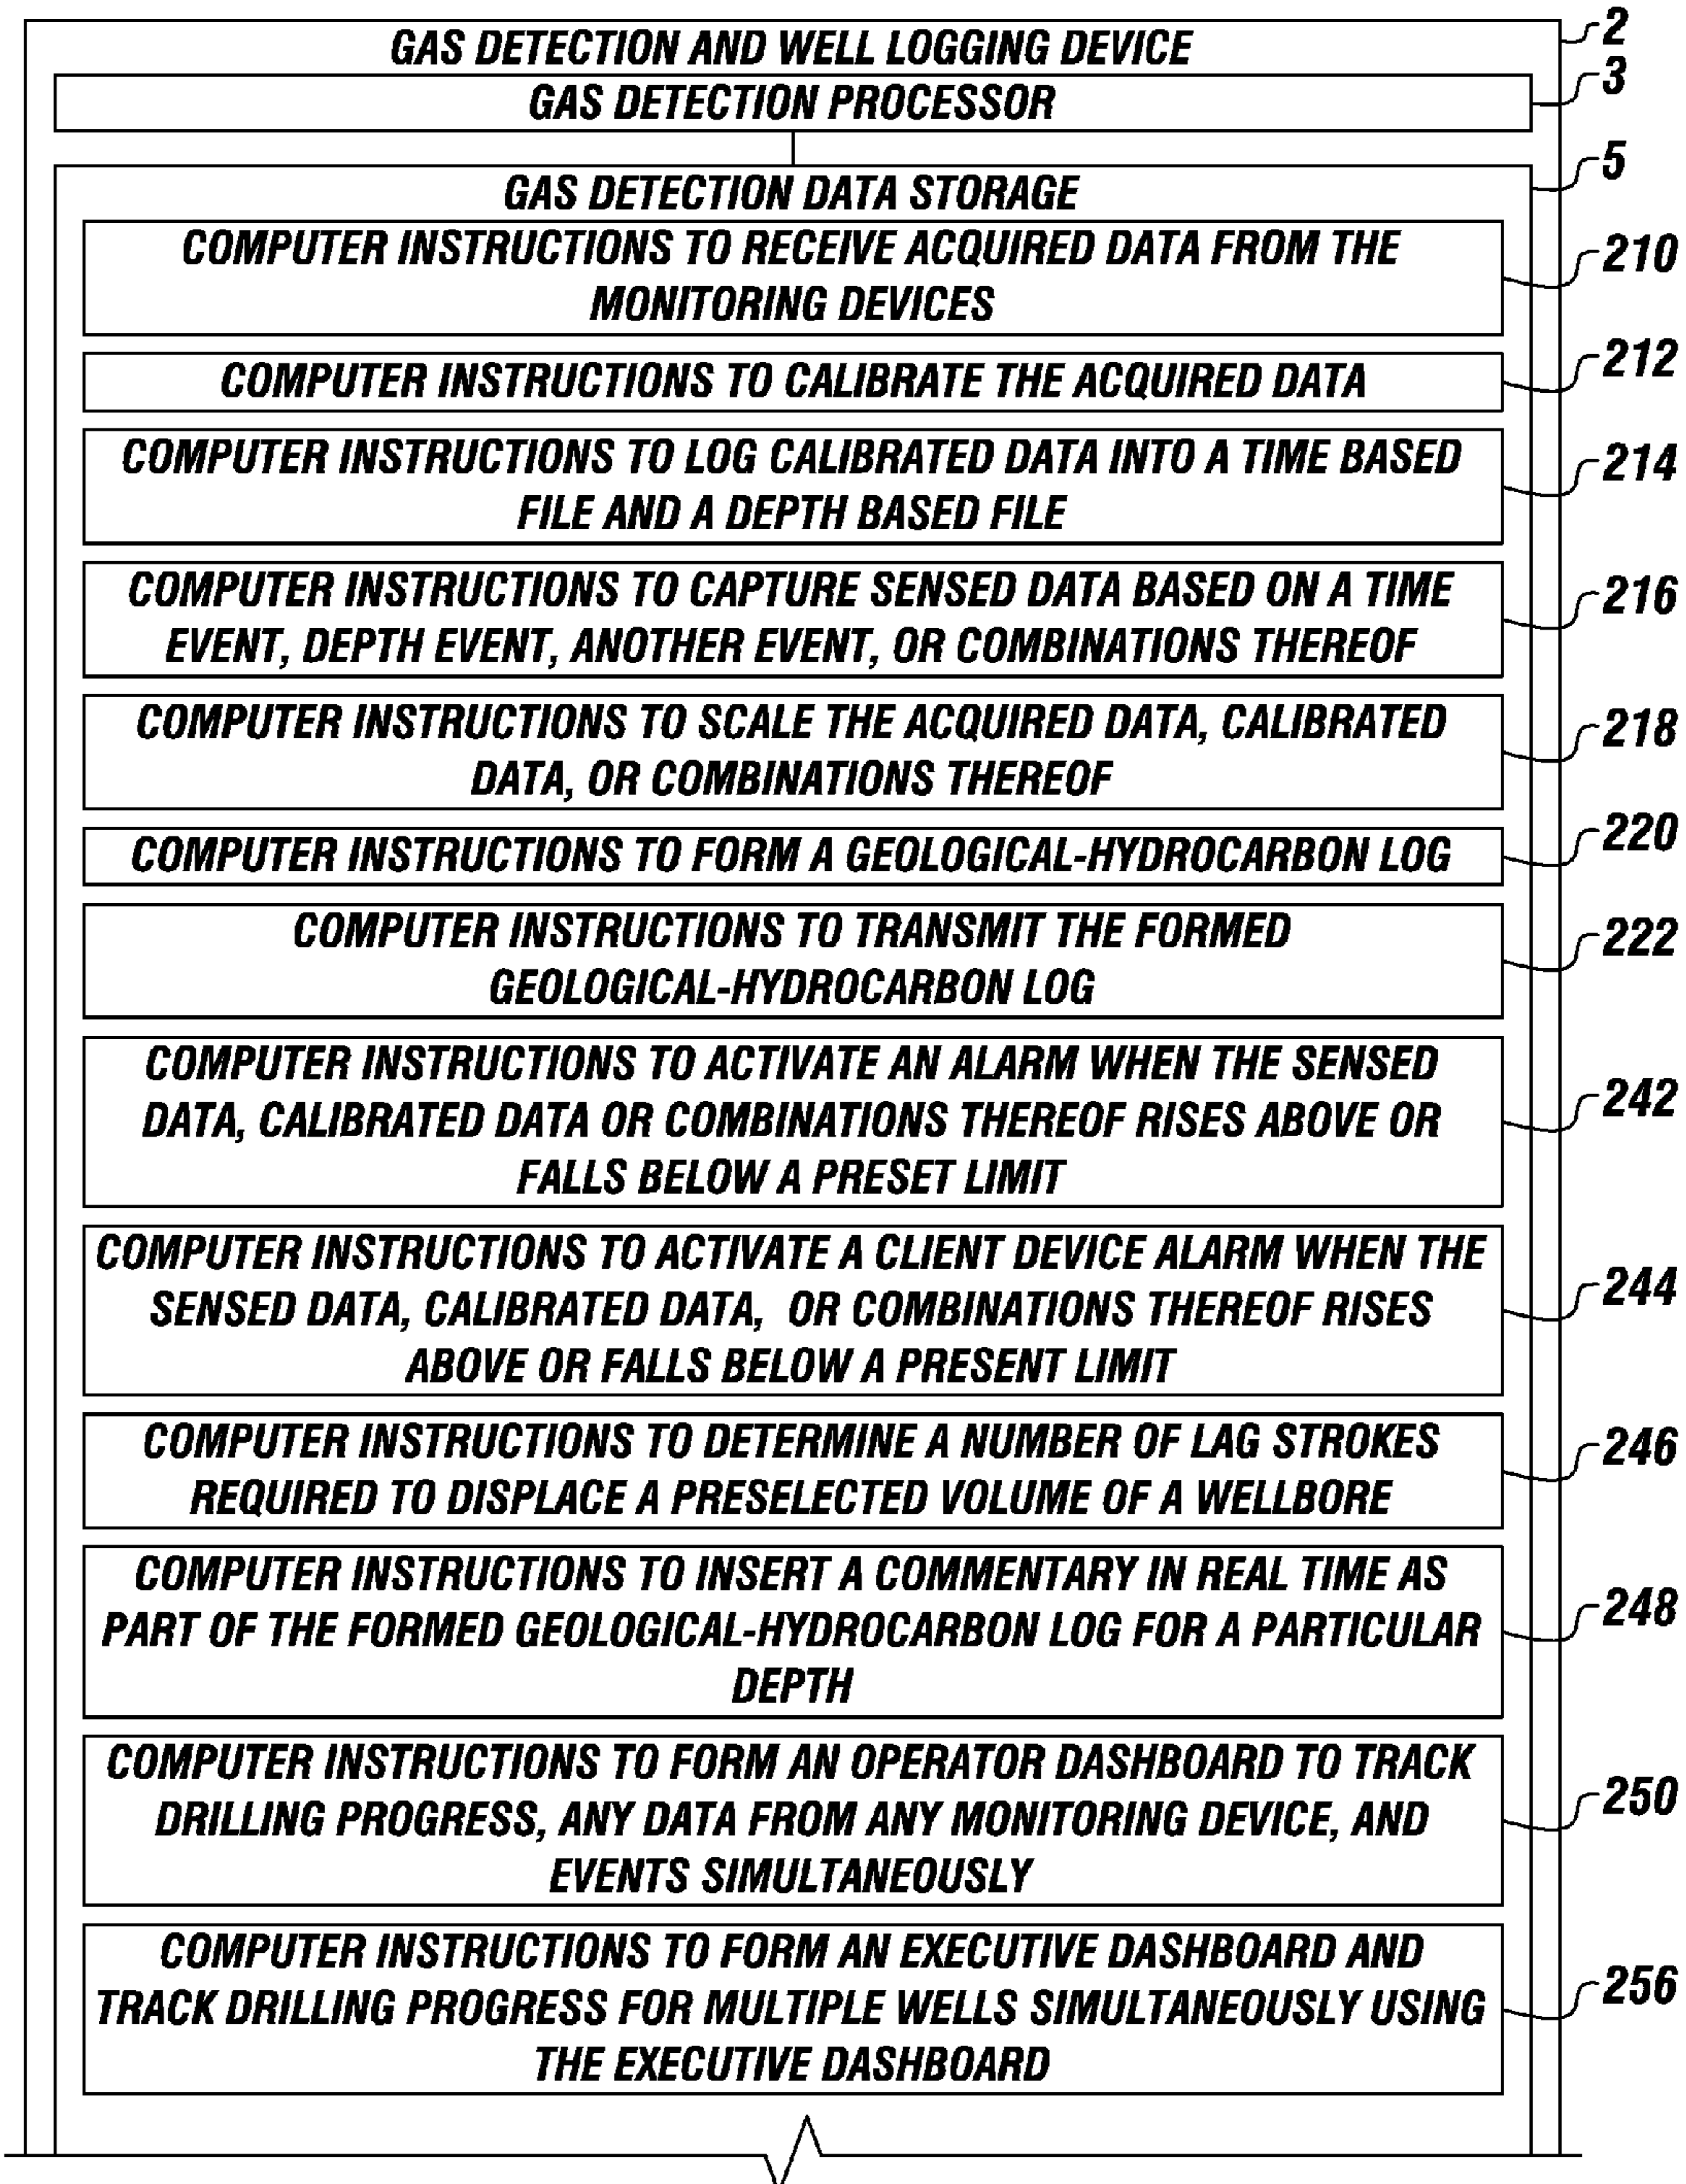 GAS DETECTION AND WELL LOGGING DEVICE
2
GAS DETECTION PROCESSOR
3
GAS DETECTION DATA STORAGE
5
COMPUTER INSTRUCTIONS TO RECEIVE ACQUIRED DATA FROM THE
MONITORING DEVICES
210
COMPUTER INSTRUCTIONS TO CALIBRATE THE ACQUIRED DATA
212
COMPUTER INSTRUCTIONS TO LOG CALIBRATED DATA INTO A TIME BASED
FILE AND A DEPTH BASED FILE
214
COMPUTER INSTRUCTIONS TO CAPTURE SENSED DATA BASED ON A TIME
EVENT, DEPTH EVENT, ANOTHER EVENT, OR COMBINATIONS THEREOF
216
COMPUTER INSTRUCTIONS TO SCALE THE ACQUIRED DATA, CALIBRATED
DATA, OR COMBINATIONS THEREOF
218
COMPUTER INSTRUCTIONS TO FORM A GEOLOGICAL-HYDROCARBON LOG
220
COMPUTER INSTRUCTIONS TO TRANSMIT THE FORMED
GEOLOGICAL-HYDROCARBON LOG
222
COMPUTER INSTRUCTIONS TO ACTIVATE AN ALARM WHEN THE SENSED
DATA, CALIBRATED DATA OR COMBINATIONS THEREOF RISES ABOVE OR
FALLS BELOW A PRESET LIMIT
242
COMPUTER INSTRUCTIONS TO ACTIVATE A CLIENT DEVICE ALARM WHEN THE
SENSED DATA, CALIBRATED DATA, OR COMBINATIONS THEREOF RISES
ABOVE OR FALLS BELOW A PRESENT LIMIT
244
COMPUTER INSTRUCTIONS TO DETERMINE A NUMBER OF LAG STROKES
REQUIRED TO DISPLACE A PRESELECTED VOLUME OF A WELLBORE
246
COMPUTER INSTRUCTIONS TO INSERT A COMMENTARY IN REAL TIME AS
PART OF THE FORMED GEOLOGICAL-HYDROCARBON LOG FOR A PARTICULAR
DEPTH
248
COMPUTER INSTRUCTIONS TO FORM AN OPERATOR DASHBOARD TO TRACK
DRILLING PROGRESS, ANY DATA FROM ANY MONITORING DEVICE, AND
EVENTS SIMULTANEOUSLY
250
COMPUTER INSTRUCTIONS TO FORM AN EXECUTIVE DASHBOARD AND
TRACK DRILLING PROGRESS FOR MULTIPLE WELLS SIMULTANEOUSLY USING
THE EXECUTIVE DASHBOARD
256